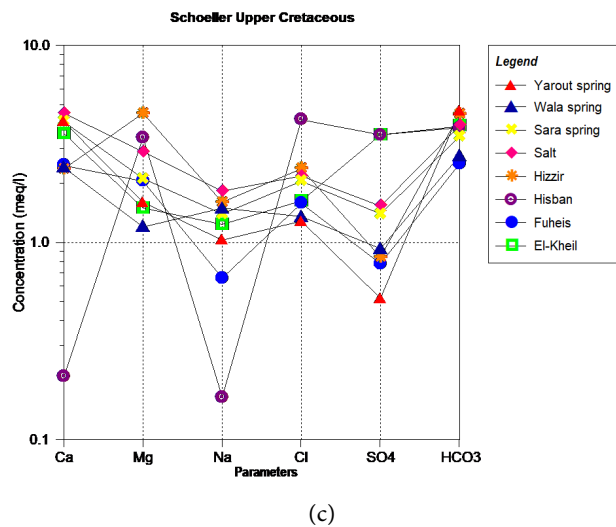 Schoeller Upper Cretaceous
10.0
1.0
0.1
Concentration (meq/l)
Ca Mg Na Cl SO4 HCO3
Parameters
Legend
Yarout spring
Wala spring
Sara spring
Salt
Hizzir
Hisban
Fuheis
El-Kheil
(c)